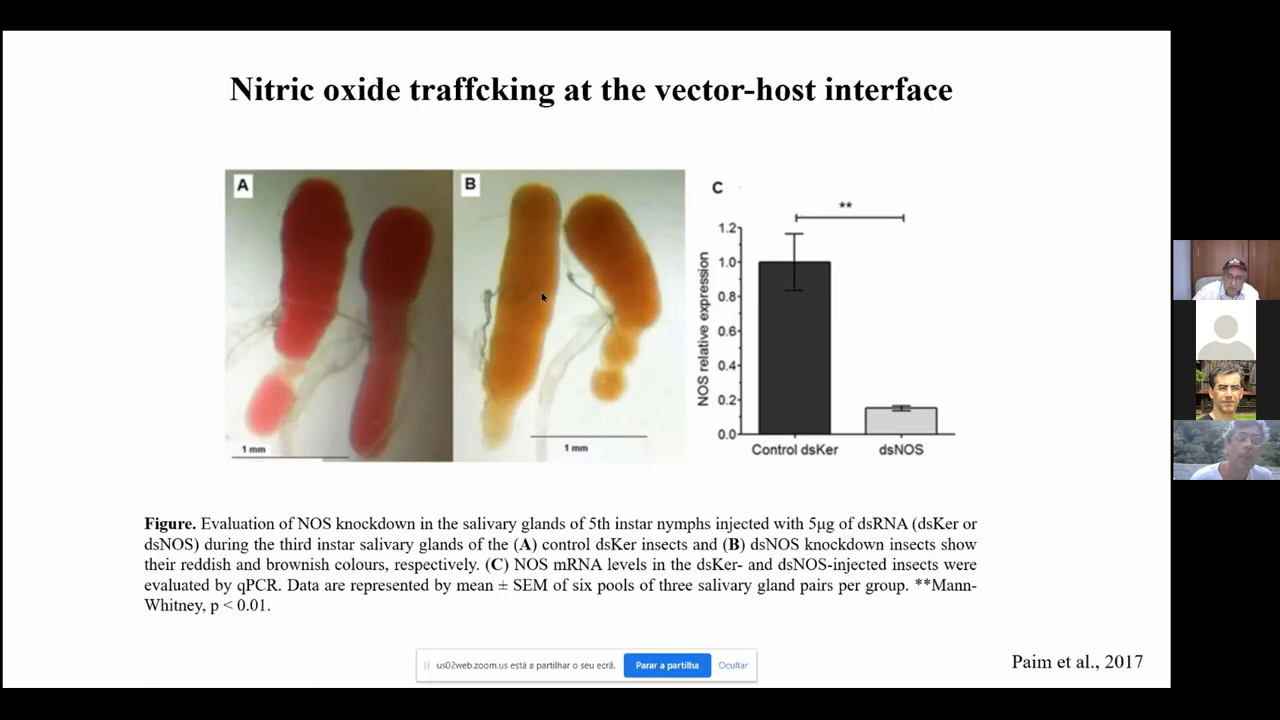 Nitric oxide traffcking at the vector-host interface
A
B
C
**
1.2
1.0
0.8
0.6
0.4
0.2
0.0
NOS relative expression
Control dsKer
dsNOS
1 mm
1 mm
Figure. Evaluation of NOS knockdown in the salivary glands of 5th instar nymphs injected with 5µg of dsRNA (dsKer or
dsNOS) during the third instar salivary glands of the (A) control dsKer insects and (B) dsNOS knockdown insects show
their reddish and brownish colours, respectively. (C) NOS mRNA levels in the dsKer- and dsNOS-injected insects were
evaluated by qPCR. Data are represented by mean ± SEM of six pools of three salivary gland pairs per group. **Mann-
Whitney, p < 0.01.
us02web.zoom.us está a partilhar o seu ecrã.
Parar a partilha
Ocultar
Paim et al., 2017